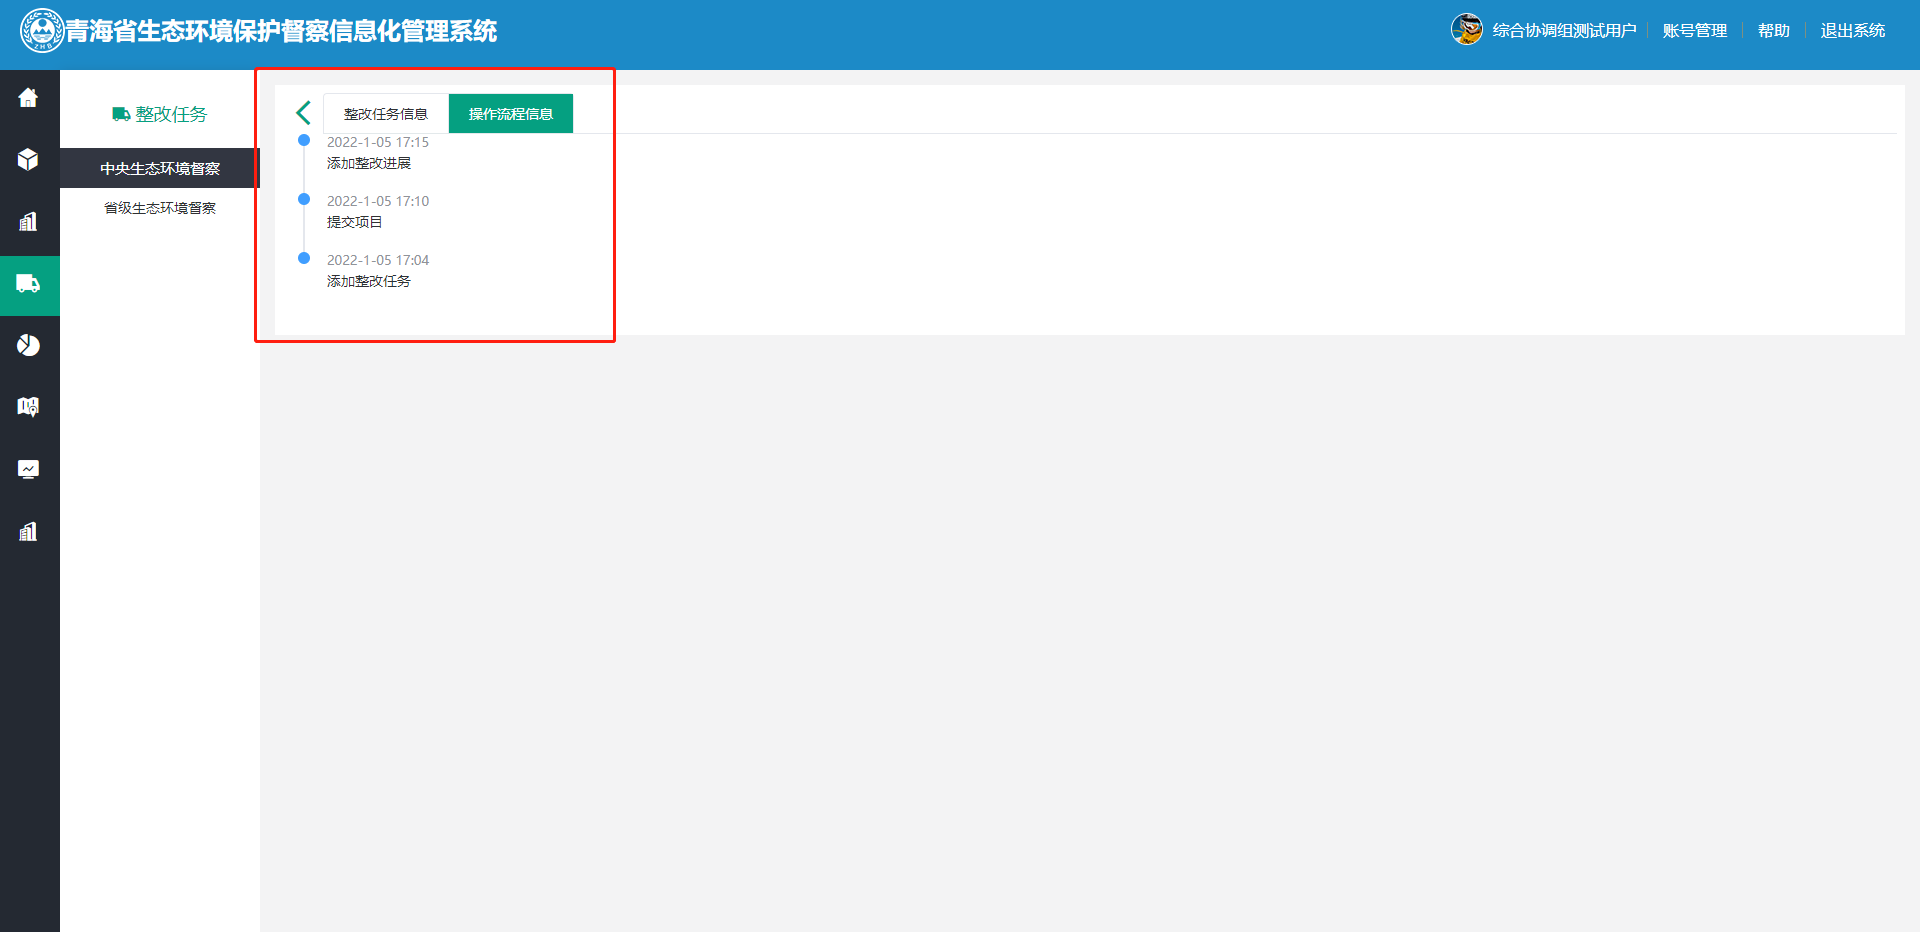 青海省生态环境保护督察信息化管理系统
综合协调组测试用户
账号管理
帮助
退出系统
整改任务
中央生态环境督察
省级生态环境督察
整改任务信息
操作流程信息
2022-1-05 17:15
添加整改进展
2022-1-05 17:10
提交项目
2022-1-05 17:04
添加整改任务
ZHB